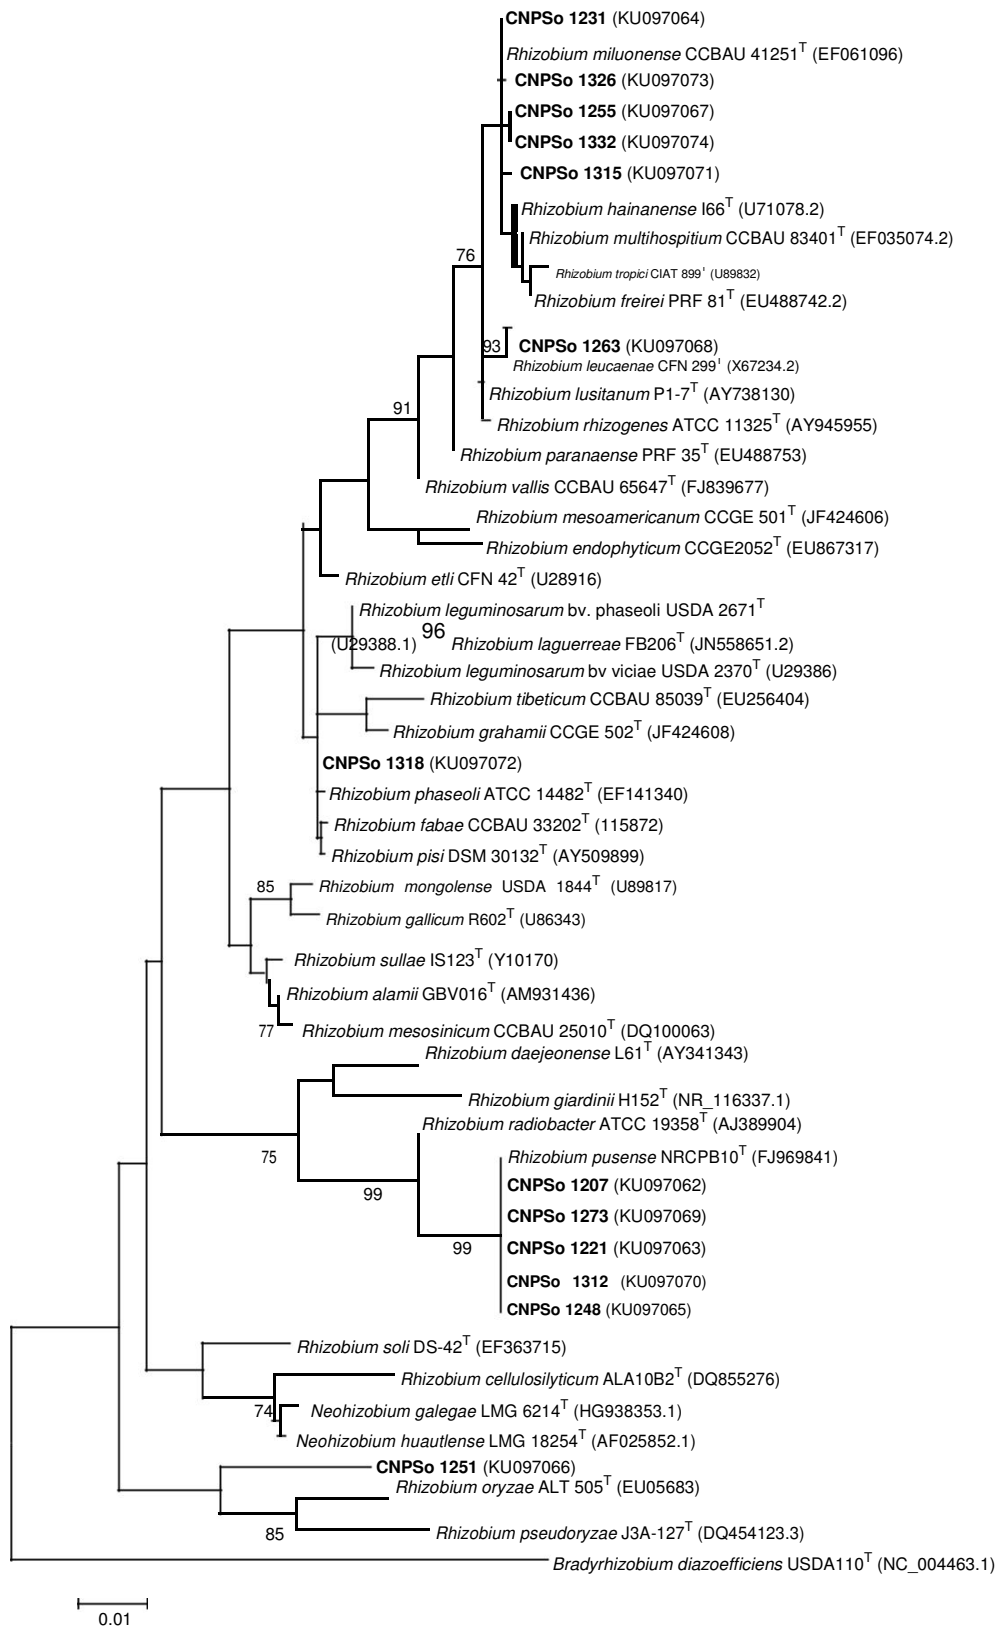 CNPSo 1231 (KU097064)
Rhizobium miluonense CCBAU 41251T (EF061096)
CNPSo 1326 (KU097073)
CNPSo 1255 (KU097067)
CNPSo 1332 (KU097074)
CNPSo 1315 (KU097071)
Rhizobium hainanense I66T (U71078.2)
Rhizobium multihospitium CCBAU 83401T (EF035074.2)
76
Rhizobium tropici CIAT 899T (U89832)
Rhizobium freirei PRF 81T (EU488742.2)
93 CNPSo 1263 (KU097068)
Rhizobium leucaenae CFN 299T (X67234.2)
Rhizobium lusitanum P1-7T (AY738130)
91
Rhizobium rhizogenes ATCC 11325T (AY945955)
Rhizobium paranaense PRF 35T (EU488753)
Rhizobium vallis CCBAU 65647T (FJ839677)
Rhizobium mesoamericanum CCGE 501T (JF424606)
Rhizobium endophyticum CCGE2052T (EU867317)
Rhizobium etli CFN 42T (U28916)
Rhizobium leguminosarum bv. phaseoli USDA 2671T
(U29388.1) 96 Rhizobium laguerreae FB206T (JN558651.2)
Rhizobium leguminosarum bv viciae USDA 2370T (U29386)
Rhizobium tibeticum CCBAU 85039T (EU256404)
Rhizobium grahamii CCGE 502T (JF424608)
CNPSo 1318 (KU097072)
Rhizobium phaseoli ATCC 14482T (EF141340)
Rhizobium fabae CCBAU 33202T (115872)
Rhizobium pisi DSM 30132T (AY509899)
85 Rhizobium mongolense USDA 1844T (U89817)
Rhizobium gallicum R602T (U86343)
Rhizobium sullae IS123T (Y10170)
Rhizobium alamii GBV016T (AM931436)
77 Rhizobium mesosinicum CCBAU 25010T (DQ100063)
Rhizobium daejeonense L61T (AY341343)
Rhizobium giardinii H152T (NR_116337.1)
Rhizobium radiobacter ATCC 19358T (AJ389904)
75 Rhizobium pusense NRCPB10T (FJ969841)
CNPSo 1207 (KU097062)
99
CNPSo 1273 (KU097069)
99 CNPSo 1221 (KU097063)
CNPSo 1312 (KU097070)
CNPSo 1248 (KU097065)
Rhizobium soli DS-42T (EF363715)
Rhizobium cellulosilyticum ALA10B2T (DQ855276)
74 Neohizobium galegae LMG 6214T (HG938353.1)
Neohizobium huautlense LMG 18254T (AF025852.1)
CNPSo 1251 (KU097066)
Rhizobium oryzae ALT 505T (EU05683)
85 Rhizobium pseudoryzae J3A-127T (DQ454123.3)
Bradyrhizobium diazoefficiens USDA110T (NC_004463.1)
0.01